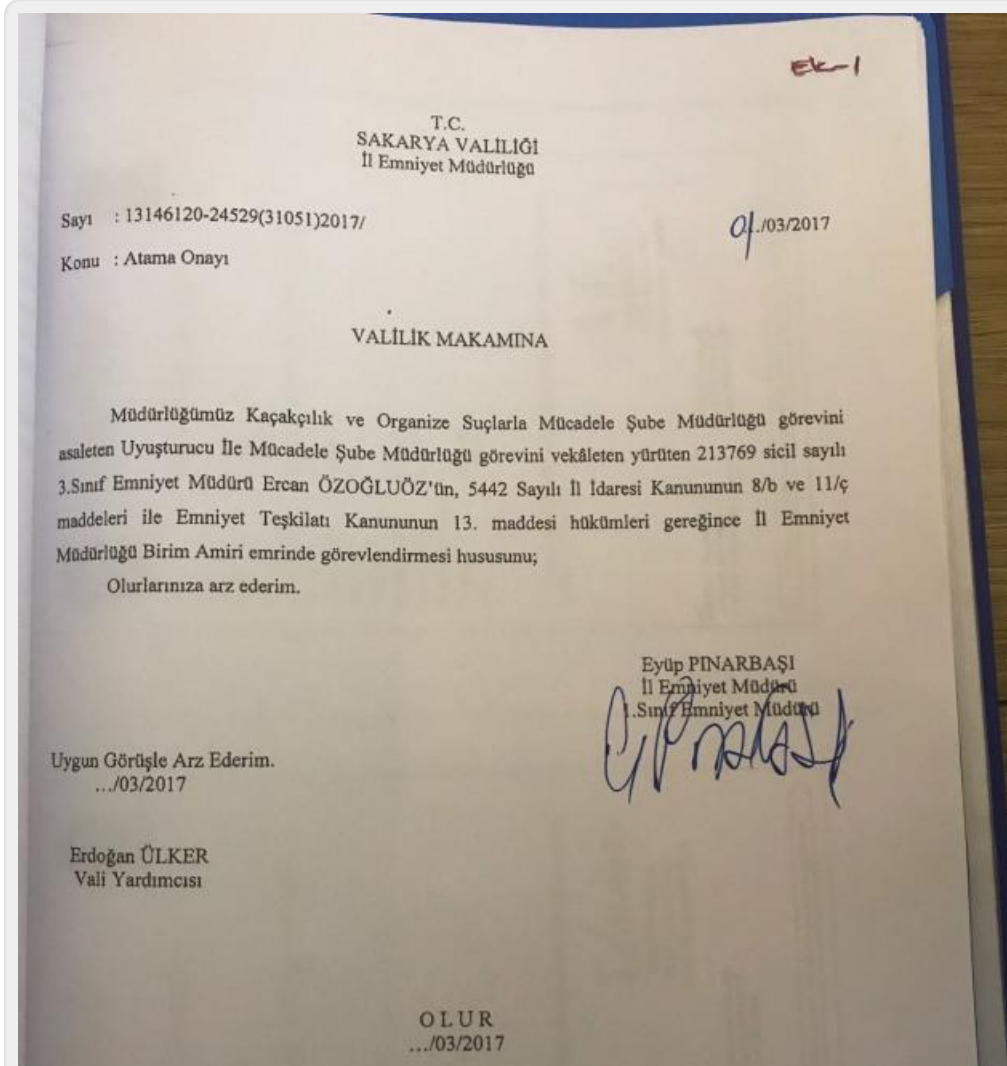 Ek-1
T.C.
SAKARYA VALİLİĞİ
İl Emniyet Müdürlüğü
Sayı : 13146120-24529(31051)2017/
01./03/2017
Konu : Atama Onayı
VALİLİK MAKAMINA
Müdürlüğümüz Kaçakçılık ve Organize Suçlarla Mücadele Şube Müdürlüğü görevini
asaleten Uyuşturucu İle Mücadele Şube Müdürlüğü görevini vekâleten yürüten 213769 sicil sayılı
3.Sınıf Emniyet Müdürü Ercan ÖZOĞLUÖZ'ün, 5442 Sayılı İl İdaresi Kanununun 8/b ve 11/ç
maddeleri ile Emniyet Teşkilatı Kanununun 13. maddesi hükümleri gereğince İl Emniyet
Müdürlüğü Birim Amiri emrinde görevlendirmesi hususunu;
Olurlarınıza arz ederim.
Eyüp PINARBAŞI
İl Emniyet Müdürü
1.Sınıf Emniyet Müdürü
Uygun Görüşle Arz Ederim.
.../03/2017
Erdoğan ÜLKER
Vali Yardımcısı
O L U R
.../03/2017